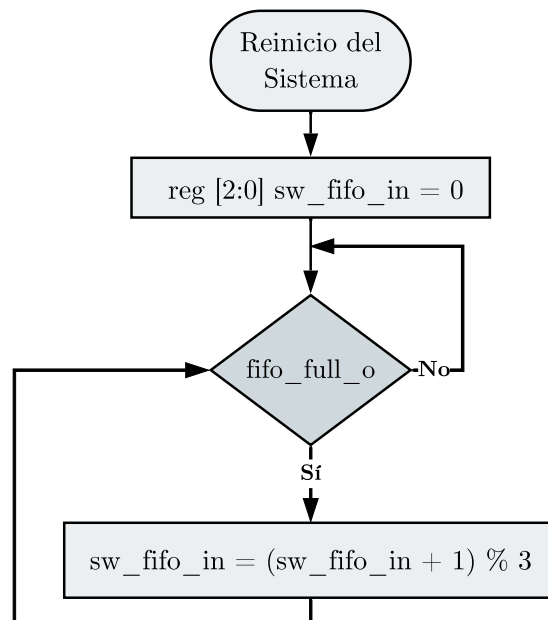 Reinicio del
Sistema
reg [2:0] sw_fifo_in = 0
fifo_full_o
No
Sí
sw_fifo_in = (sw_fifo_in + 1) % 3